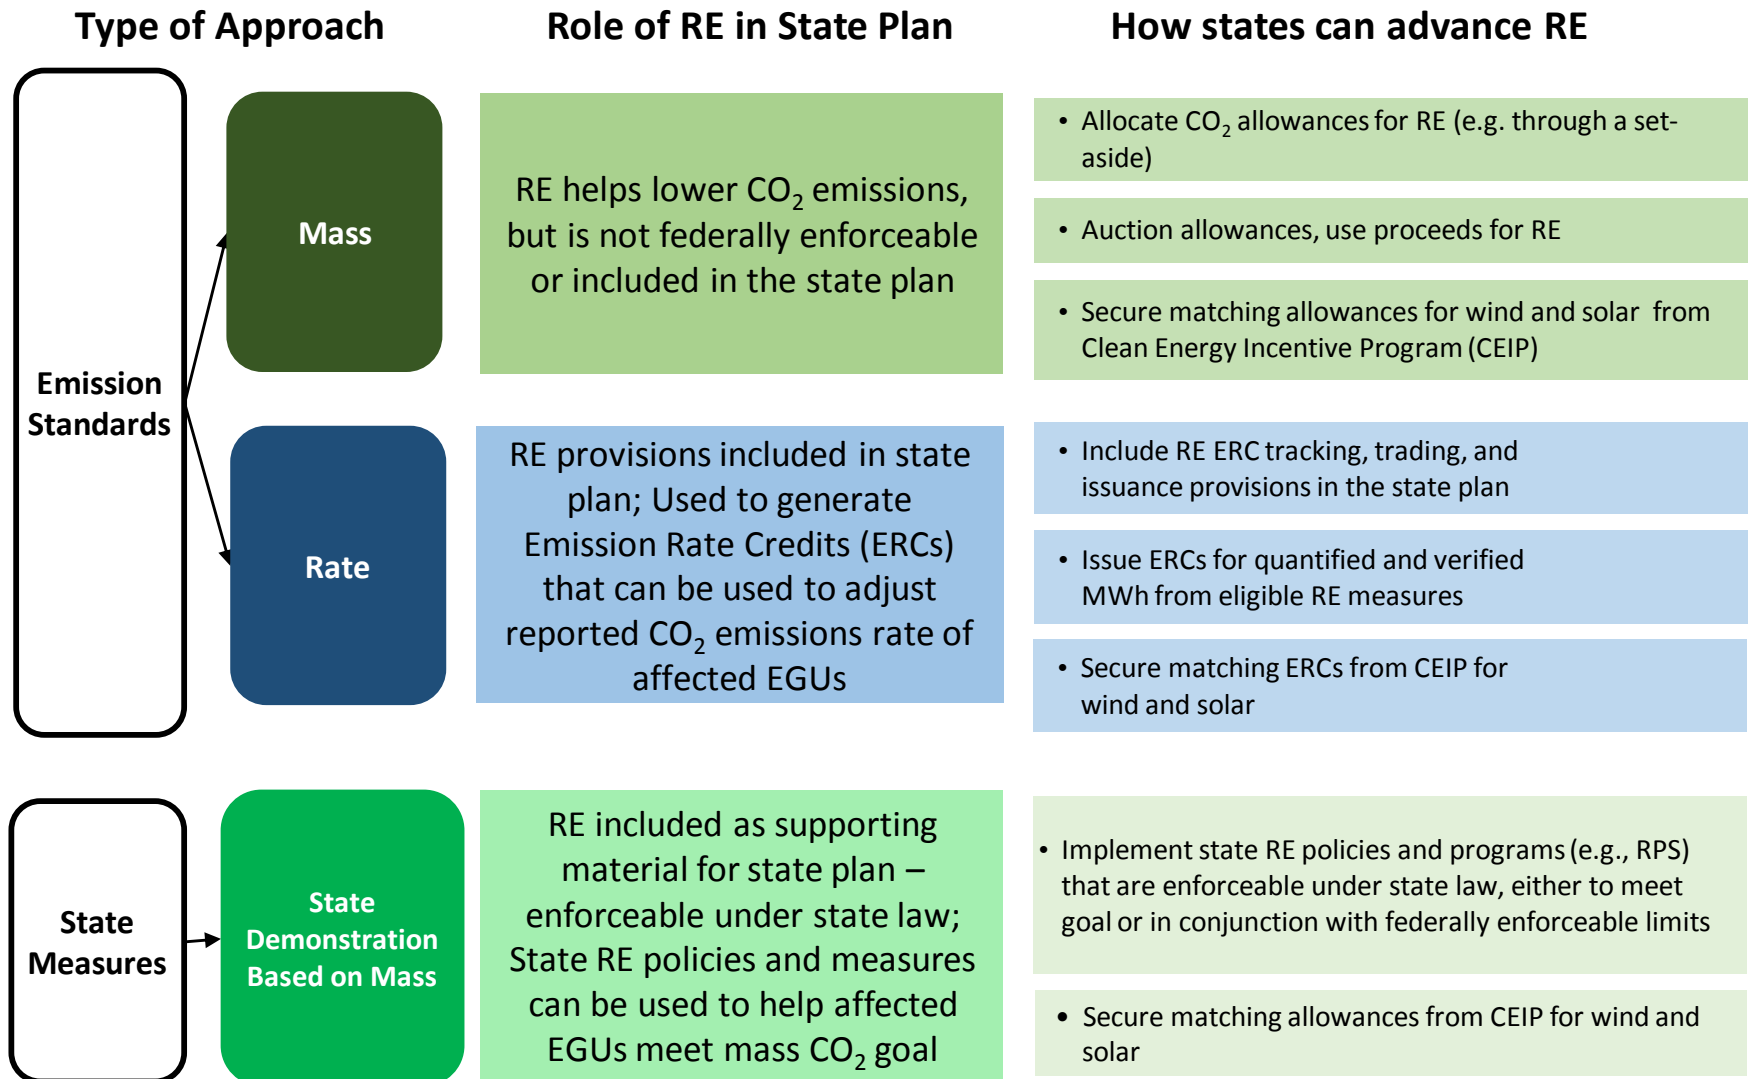 Type of Approach
Role of RE in State Plan
How states can advance RE
Emission
Standards
Mass
RE helps lower CO₂ emissions,
but is not federally enforceable
or included in the state plan
• Allocate CO₂ allowances for RE (e.g. through a set-
aside)
• Auction allowances, use proceeds for RE
• Secure matching allowances for wind and solar from
Clean Energy Incentive Program (CEIP)
Rate
RE provisions included in state
plan; Used to generate
Emission Rate Credits (ERCs)
that can be used to adjust
reported CO₂ emissions rate of
affected EGUs
• Include RE ERC tracking, trading, and
issuance provisions in the state plan
• Issue ERCs for quantified and verified
MWh from eligible RE measures
• Secure matching ERCs from CEIP for
wind and solar
State
Measures
State
Demonstration
Based on Mass
RE included as supporting
material for state plan –
enforceable under state law;
State RE policies and measures
can be used to help affected
EGUs meet mass CO₂ goal
• Implement state RE policies and programs (e.g., RPS)
that are enforceable under state law, either to meet
goal or in conjunction with federally enforceable limits
• Secure matching allowances from CEIP for wind and
solar